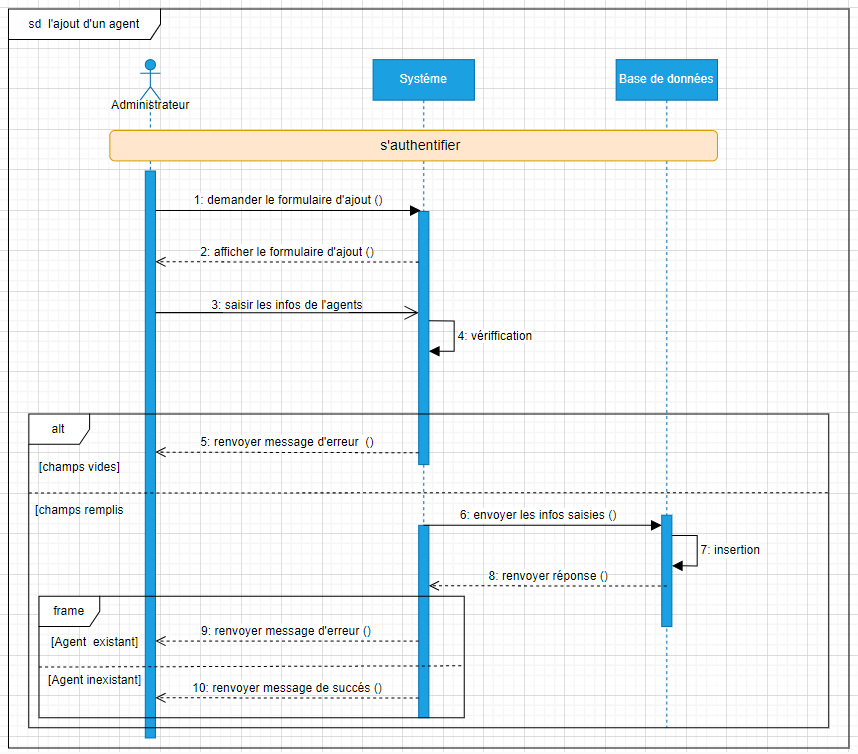 sd  l'ajout d'un agent
Administrateur
Systéme
Base de données
s'authentifier
1: demander le formulaire d'ajout ()
2: afficher le formulaire d'ajout ()
3: saisir les infos de l'agents
4: vériffication
alt
5: renvoyer message d'erreur  ()
[champs vides]
[champs remplis
6: envoyer les infos saisies ()
7: insertion
8: renvoyer réponse ()
frame
9: renvoyer message d'erreur ()
[Agent  existant]
[Agent inexistant]
10: renvoyer message de succés ()